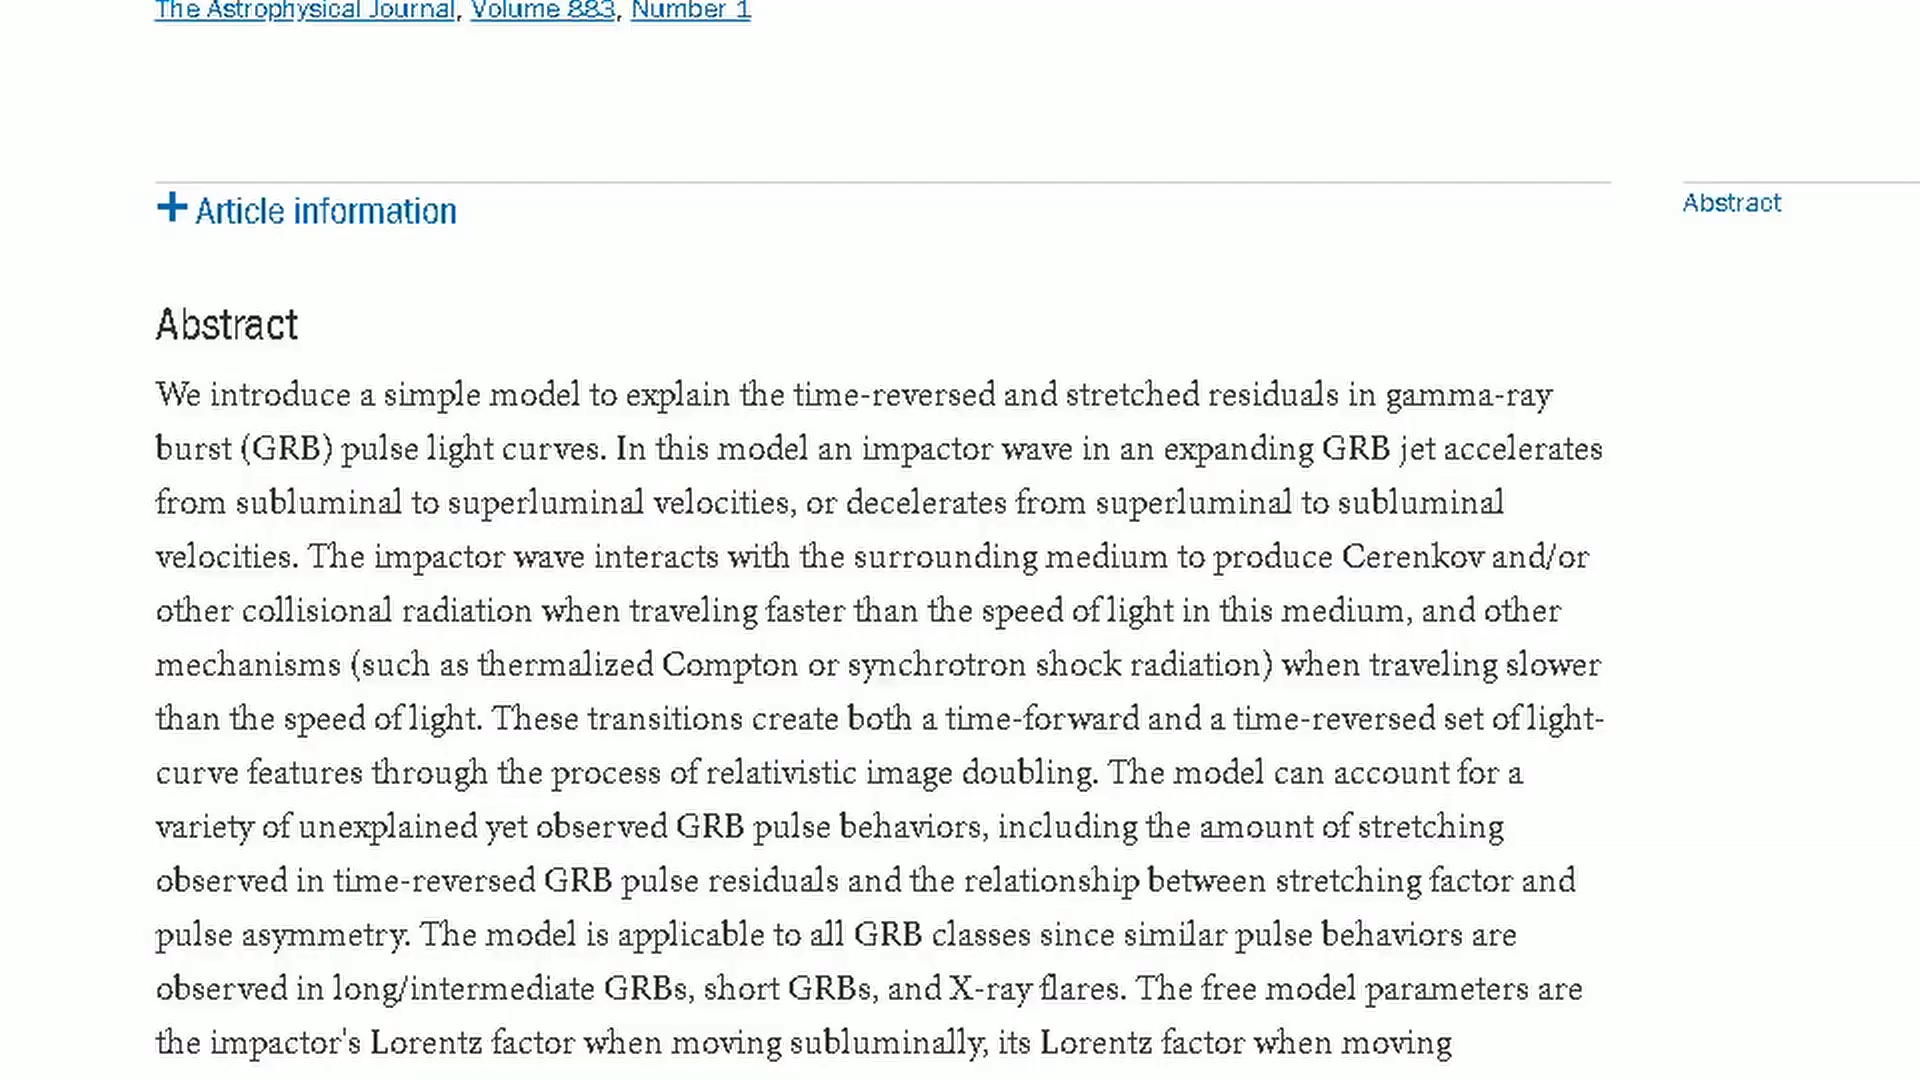 The Astrophysical Journal, Volume 883, Number 1
+ Article information
Abstract
Abstract
We introduce a simple model to explain the time-reversed and stretched residuals in gamma-ray
burst (GRB) pulse light curves. In this model an impactor wave in an expanding GRB jet accelerates
from subluminal to superluminal velocities, or decelerates from superluminal to subluminal
velocities. The impactor wave interacts with the surrounding medium to produce Cerenkov and/or
other collisional radiation when traveling faster than the speed of light in this medium, and other
mechanisms (such as thermalized Compton or synchrotron shock radiation) when traveling slower
than the speed of light. These transitions create both a time-forward and a time-reversed set of light-
curve features through the process of relativistic image doubling. The model can account for a
variety of unexplained yet observed GRB pulse behaviors, including the amount of stretching
observed in time-reversed GRB pulse residuals and the relationship between stretching factor and
pulse asymmetry. The model is applicable to all GRB classes since similar pulse behaviors are
observed in long/intermediate GRBs, short GRBs, and X-ray flares. The free model parameters are
the impactor's Lorentz factor when moving subluminally, its Lorentz factor when moving